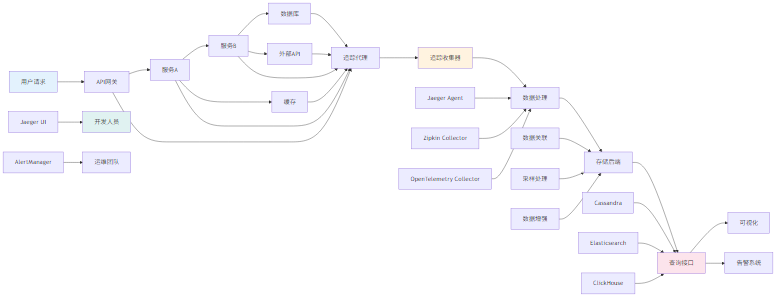 数据库
服务B
外部API
追踪代理
追踪收集器
服务A
用户请求
API网关
缓存
Jaeger Agent
数据处理
Jaeger UI
开发人员
Zipkin Collector
数据关联
AlertManager
运维团队
存储后端
OpenTelemetry Collector
采样处理
Cassandra
数据增强
可视化
Elasticsearch
查询接口
告警系统
ClickHouse